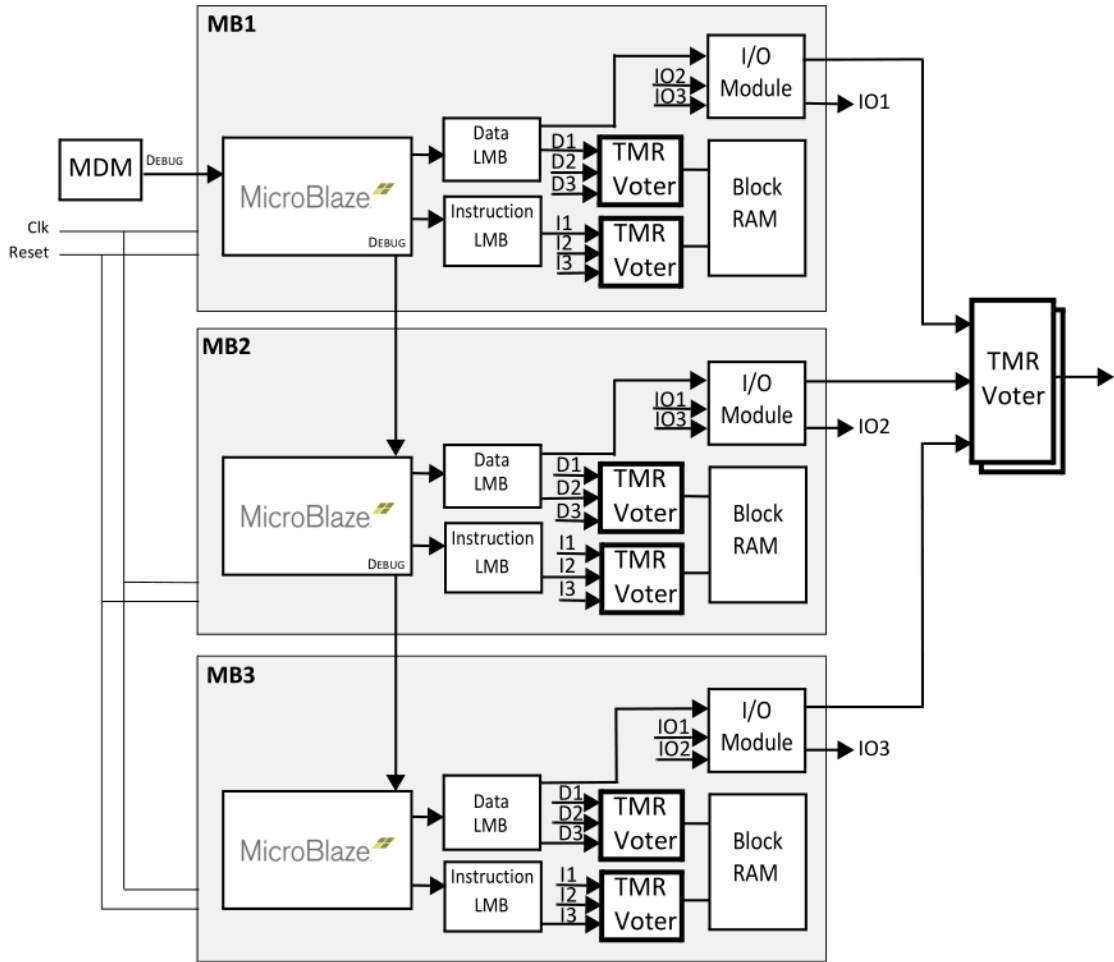 MB1
I/O
Module
IO2
IO3
IO1
MDM
DEBUG
MicroBlaze
DEBUG
Data
LMB
D1
D2
D3
TMR
Voter
Block
RAM
Instruction
LMB
I1
I2
I3
TMR
Voter
Clk
Reset
MB2
I/O
Module
IO1
IO3
IO2
TMR
Voter
MicroBlaze
DEBUG
Data
LMB
D1
D2
D3
TMR
Voter
Block
RAM
Instruction
LMB
I1
I2
I3
TMR
Voter
MB3
I/O
Module
IO1
IO2
IO3
MicroBlaze
Data
LMB
D1
D2
D3
TMR
Voter
Block
RAM
Instruction
LMB
I1
I2
I3
TMR
Voter